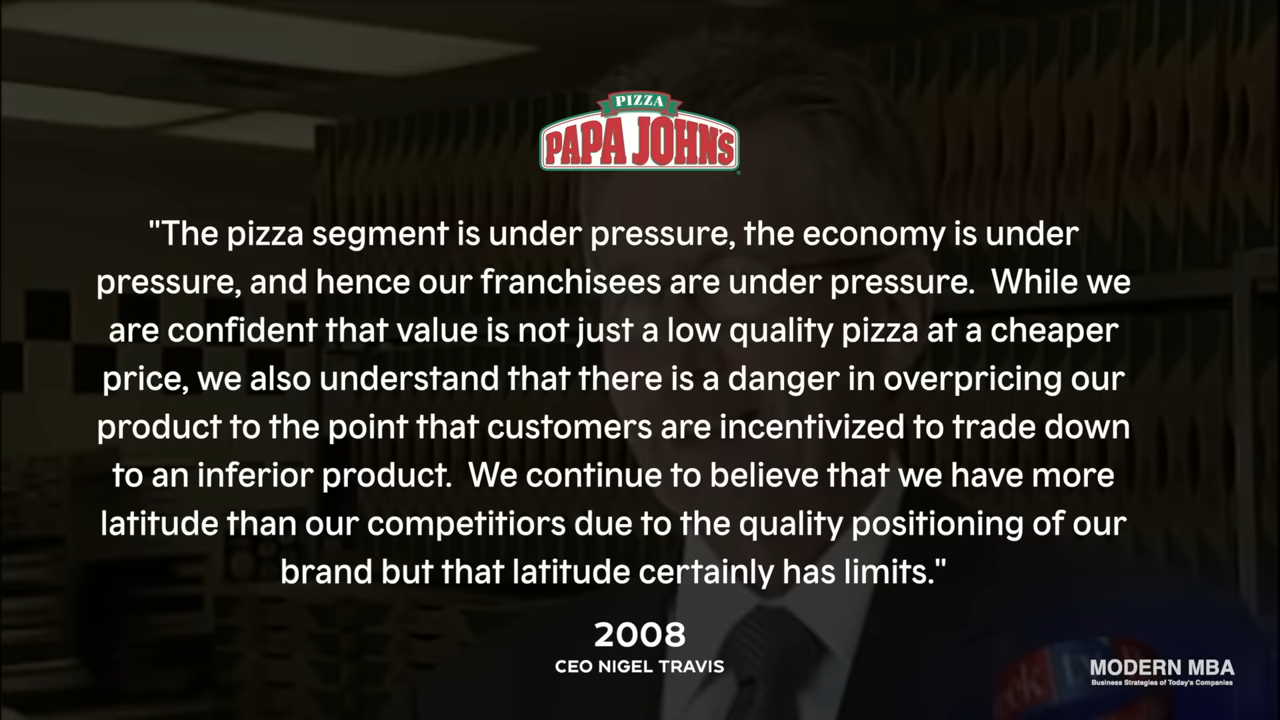 PIZZA
PAPA JOHN'S
"The pizza segment is under pressure, the economy is under
pressure, and hence our franchisees are under pressure.  While we
are confident that value is not just a low quality pizza at a cheaper
price, we also understand that there is a danger in overpricing our
product to the point that customers are incentivized to trade down
to an inferior product.  We continue to believe that we have more
latitude than our competitiors due to the quality positioning of our
brand but that latitude certainly has limits."
2008
CEO NIGEL TRAVIS
MODERN MBA
Business Strategies of Today's Companies